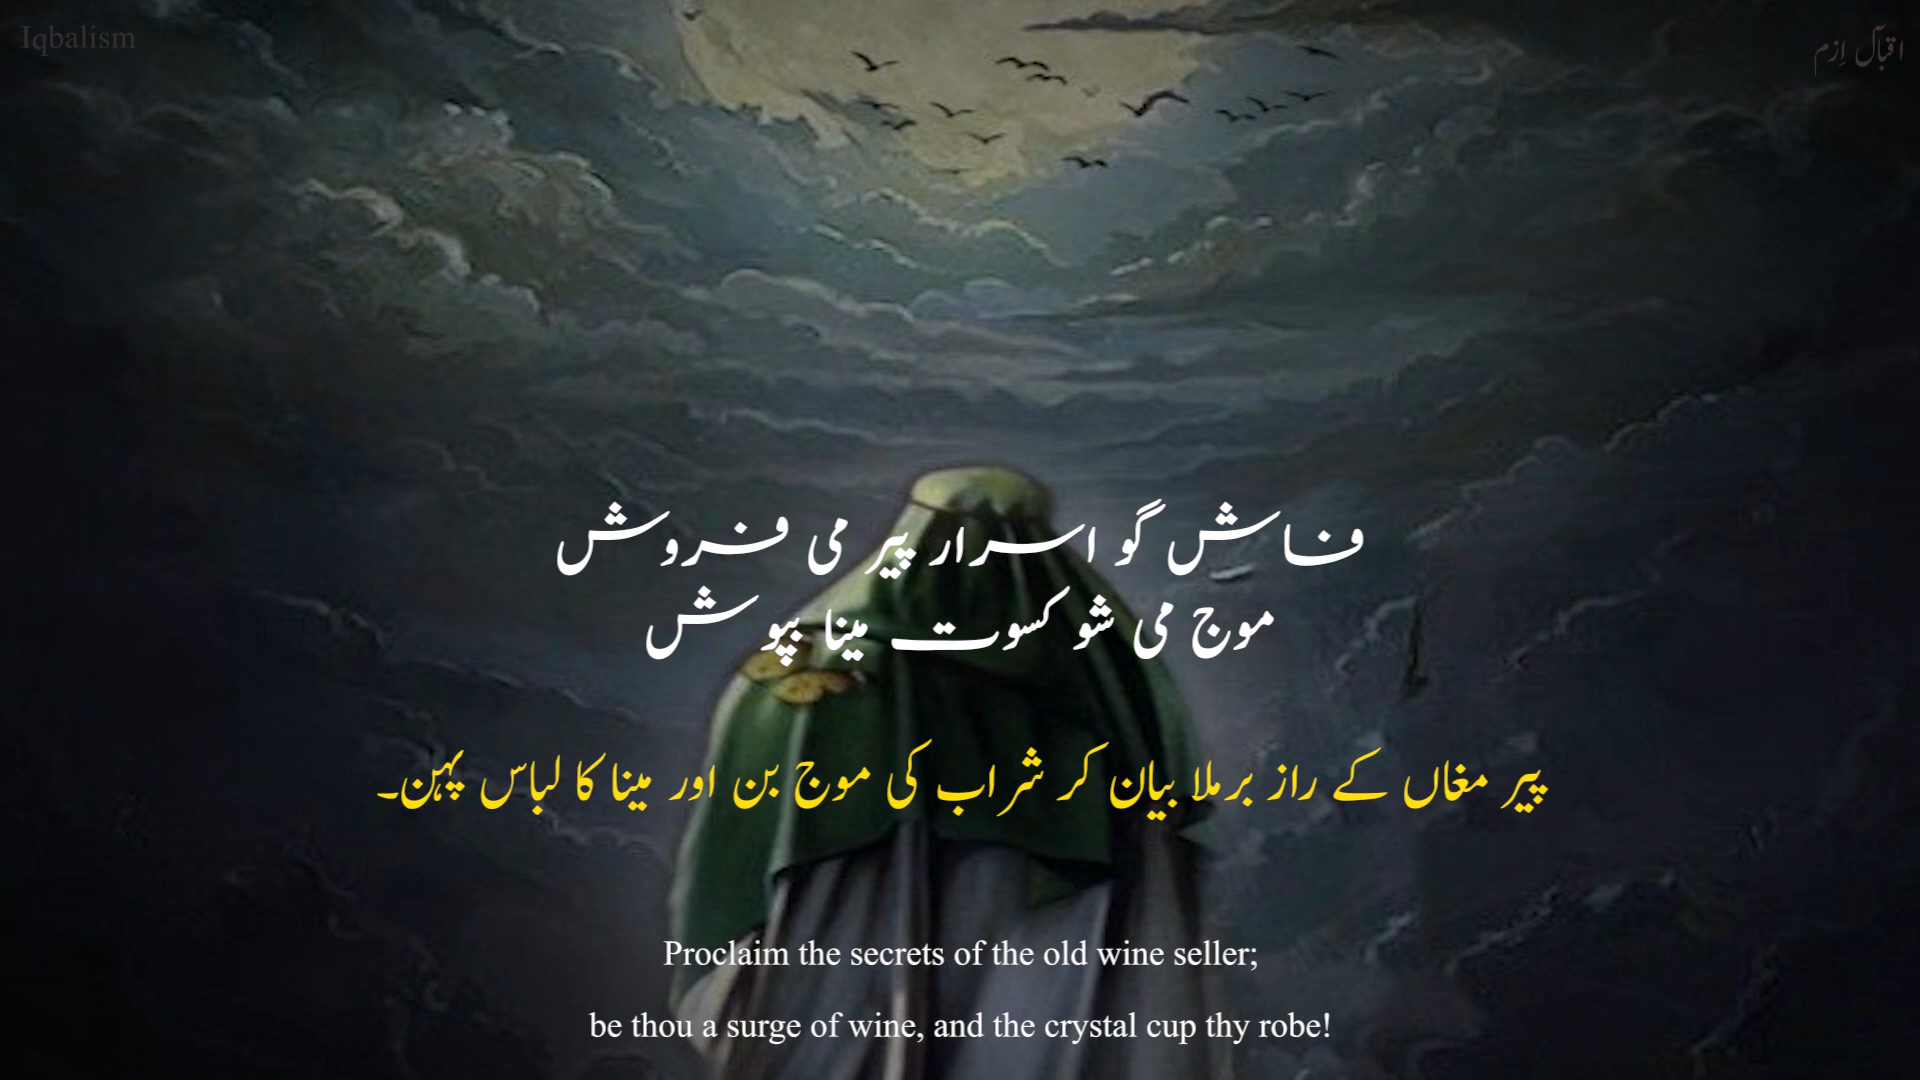 Iqbalism
اقبآل اِزم
فاش گو اسرار پیر می فروش
موج می شو کسوت مینا بپوش
پیر مغاں کے راز برملا بیان کر شراب کی موج بن اور مینا کا لباس پہن۔
Proclaim the secrets of the old wine seller;
be thou a surge of wine, and the crystal cup thy robe!